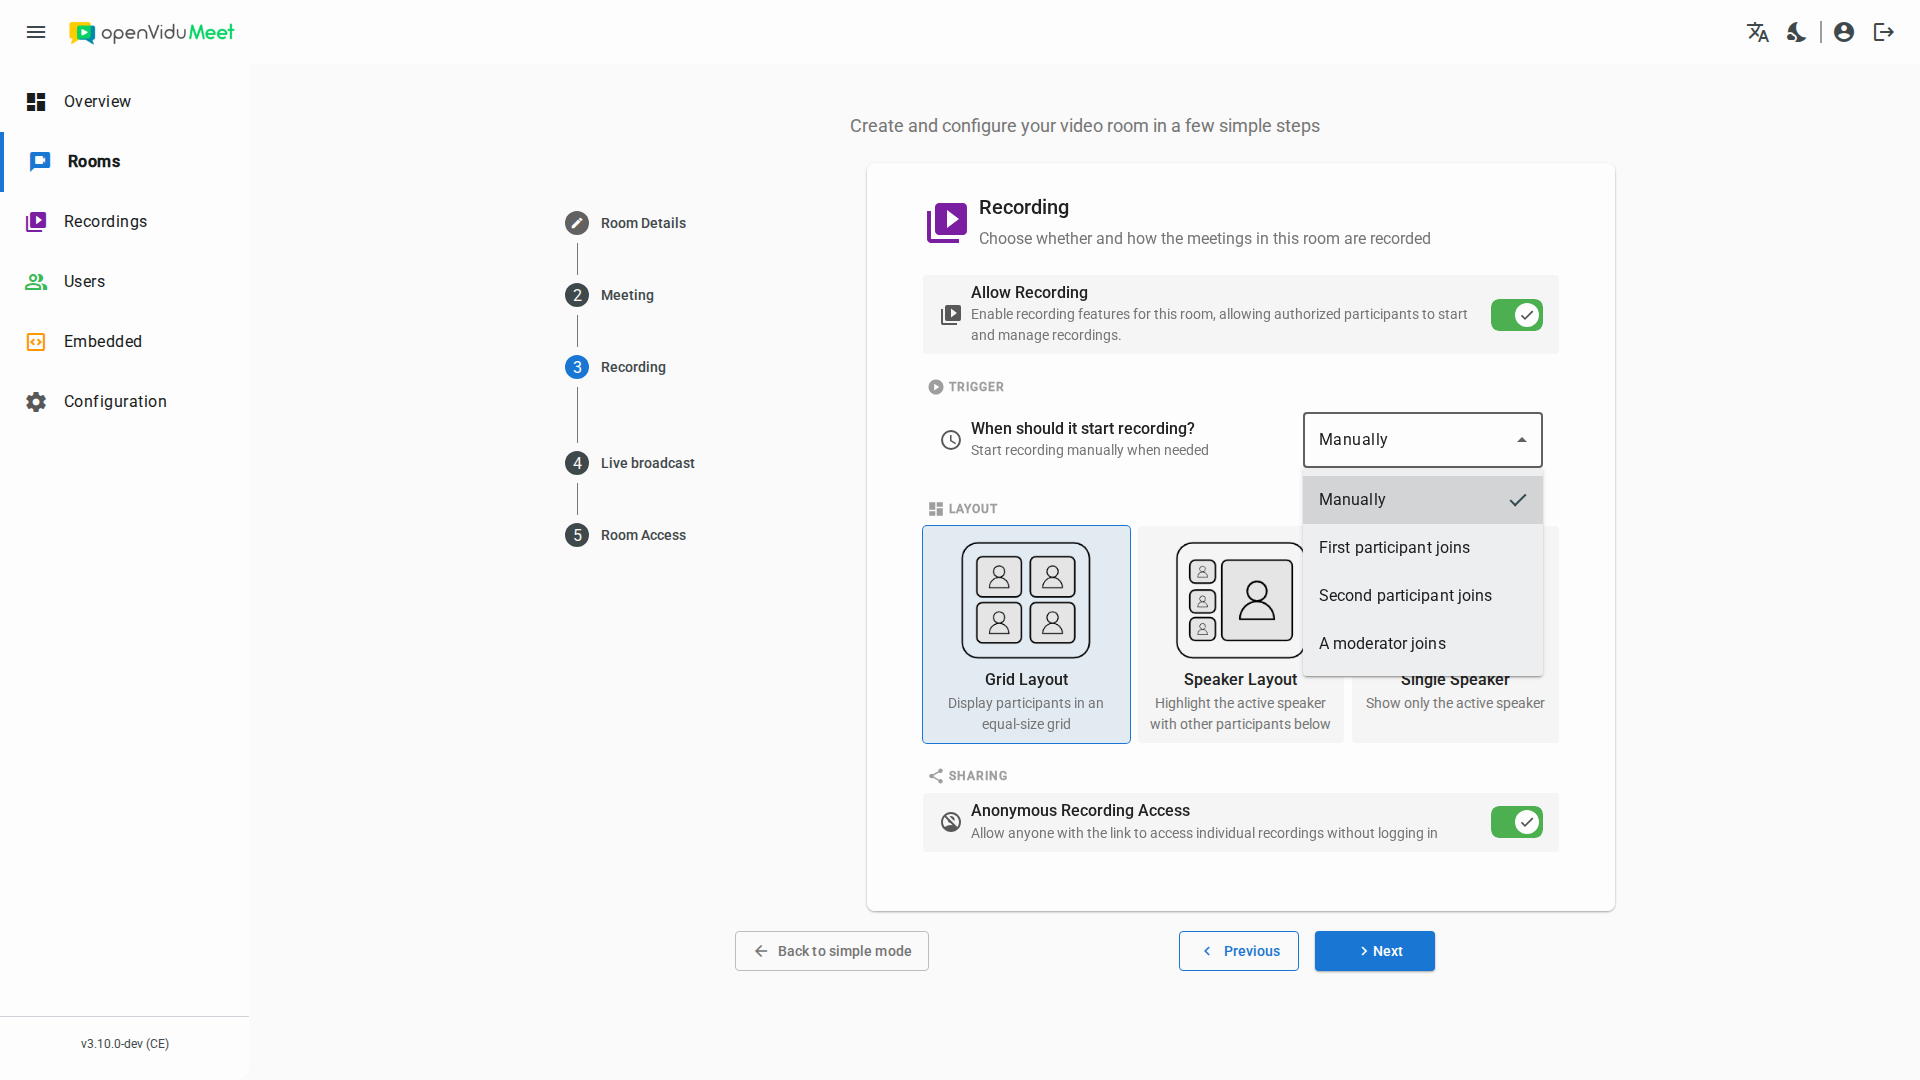 openVidu Meet
Overview
Rooms
Recordings
Users
Embedded
Configuration
v3.10.0-dev (CE)
Create and configure your video room in a few simple steps
Room Details
2 Meeting
3 Recording
4 Live broadcast
5 Room Access
Recording
Choose whether and how the meetings in this room are recorded
Allow Recording
Enable recording features for this room, allowing authorized participants to start
and manage recordings.
TRIGGER
When should it start recording?
Start recording manually when needed
Manually
Manually
First participant joins
Second participant joins
A moderator joins
LAYOUT
Grid Layout
Display participants in an
equal-size grid
Speaker Layout
Highlight the active speaker
with other participants below
Single Speaker
Show only the active speaker
SHARING
Anonymous Recording Access
Allow anyone with the link to access individual recordings without logging in
Back to simple mode
Previous
Next